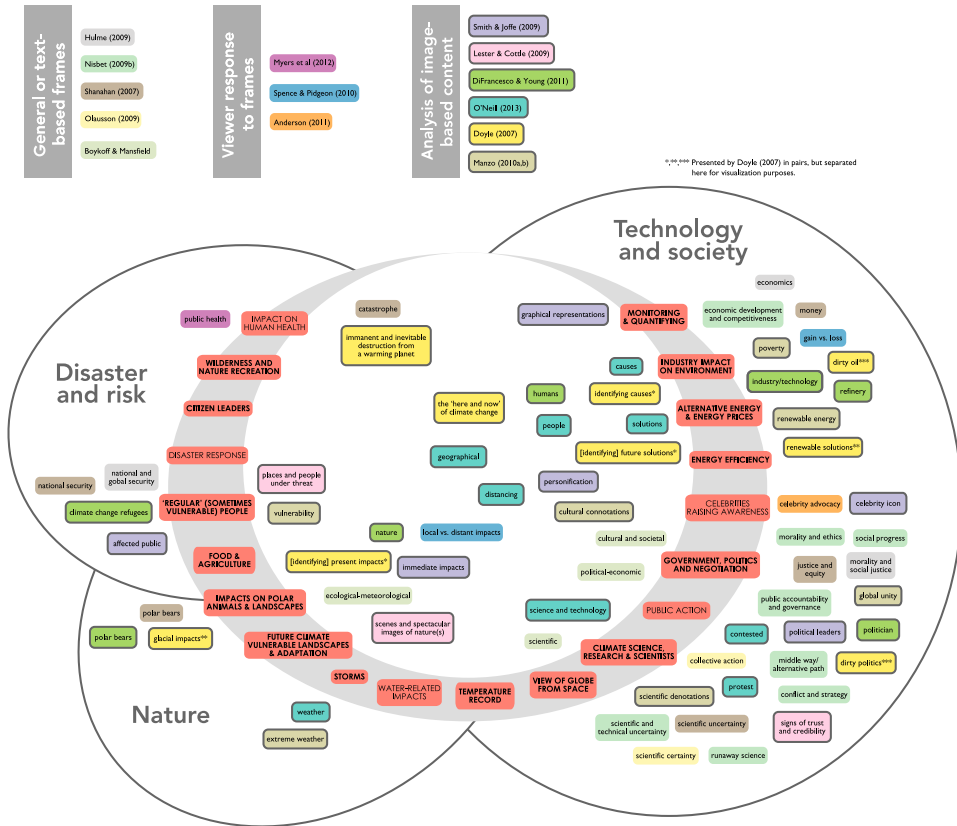 General or text-
based frames
Hulme (2009)
Nisbet (2009b)
Shanahan (2007)
Olausson (2009)
Boykoff & Mansfield
Viewer response
to frames
Myers et al (2012)
Spence & Pidgeon (2010)
Anderson (2011)
Analysis of image-
based content
Smith & Joffe (2009)
Lester & Cottle (2009)
DiFrancesco & Young (2011)
O'Neill (2013)
Doyle (2007)
Manzo (2010a,b)
*,**,*** Presented by Doyle (2007) in pairs, but separated
here for visualization purposes.
Technology
and society
Disaster
and risk
Nature
public health
IMPACT ON
HUMAN HEALTH
catastrophe
immanent and inevitable
destruction from
a warming planet
WILDERNESS AND
NATURE RECREATION
CITIZEN LEADERS
DISASTER RESPONSE
national and
gobal security
national security
climate change refugees
affected public
'REGULAR' (SOMETIMES
VULNERABLE) PEOPLE
places and people
under threat
vulnerability
FOOD &
AGRICULTURE
IMPACTS ON POLAR
ANIMALS & LANDSCAPES
polar bears
polar bears
glacial impacts**
FUTURE CLIMATE
VULNERABLE LANDSCAPES
& ADAPTATION
STORMS
WATER-RELATED
IMPACTS
TEMPERATURE
RECORD
VIEW OF GLOBE
FROM SPACE
weather
extreme weather
the 'here and now'
of climate change
humans
people
geographical
distancing
nature
local vs. distant impacts
[identifying] present impacts*
immediate impacts
ecological-meteorological
scenes and spectacular
images of nature(s)
graphical representations
MONITORING
& QUANTIFYING
economics
economic development
and competitiveness
money
gain vs. loss
poverty
dirty oil***
causes
INDUSTRY IMPACT
ON ENVIRONMENT
identifying causes*
industry/technology
refinery
solutions
ALTERNATIVE ENERGY
& ENERGY PRICES
renewable energy
[identifying] future solutions*
ENERGY EFFICIENCY
renewable solutions**
personification
cultural connotations
CELEBRITIES
RAISING AWARENESS
celebrity advocacy
celebrity icon
cultural and societal
morality and ethics
social progress
political-economic
GOVERNMENT, POLITICS
AND NEGOTIATION
justice and
equity
morality and
social justice
science and technology
PUBLIC ACTION
public accountability
and governance
global unity
scientific
CLIMATE SCIENCE,
RESEARCH & SCIENTISTS
contested
political leaders
politician
collective action
middle way/
alternative path
dirty politics***
scientific denotations
protest
conflict and strategy
scientific and
technical uncertainty
scientific uncertainty
signs of trust
and credibility
scientific certainty
runaway science